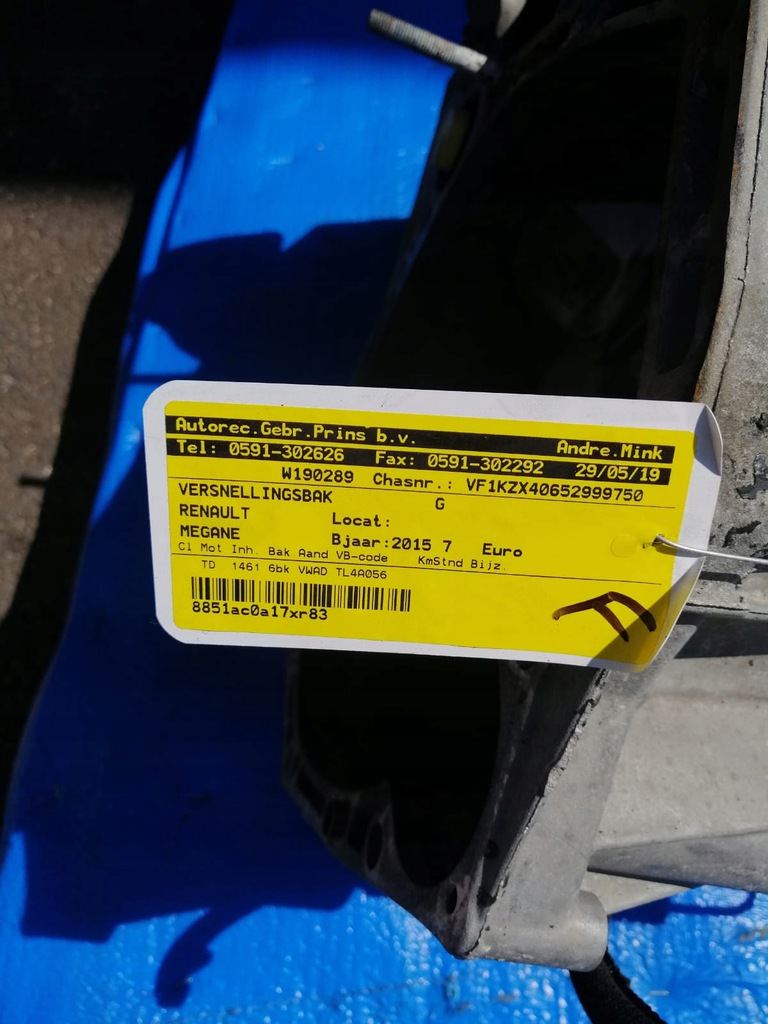 Autorec.Gebr.Prins b.v. Andre.Mink
Tel: 0591-302626 Fax: 0591-302292 29/05/19
W190289 Chasnr.: VF1KZX40652999750
VERSNELLINGSBAK G
RENAULT Locat:
MEGANE Bjaar:2015 7 Euro
Cl Mot Inh. Bak Aand VB-code KmStnd Bijz.
TD 1461 6bk VWAD TL4A056
8851ac0a17xr83